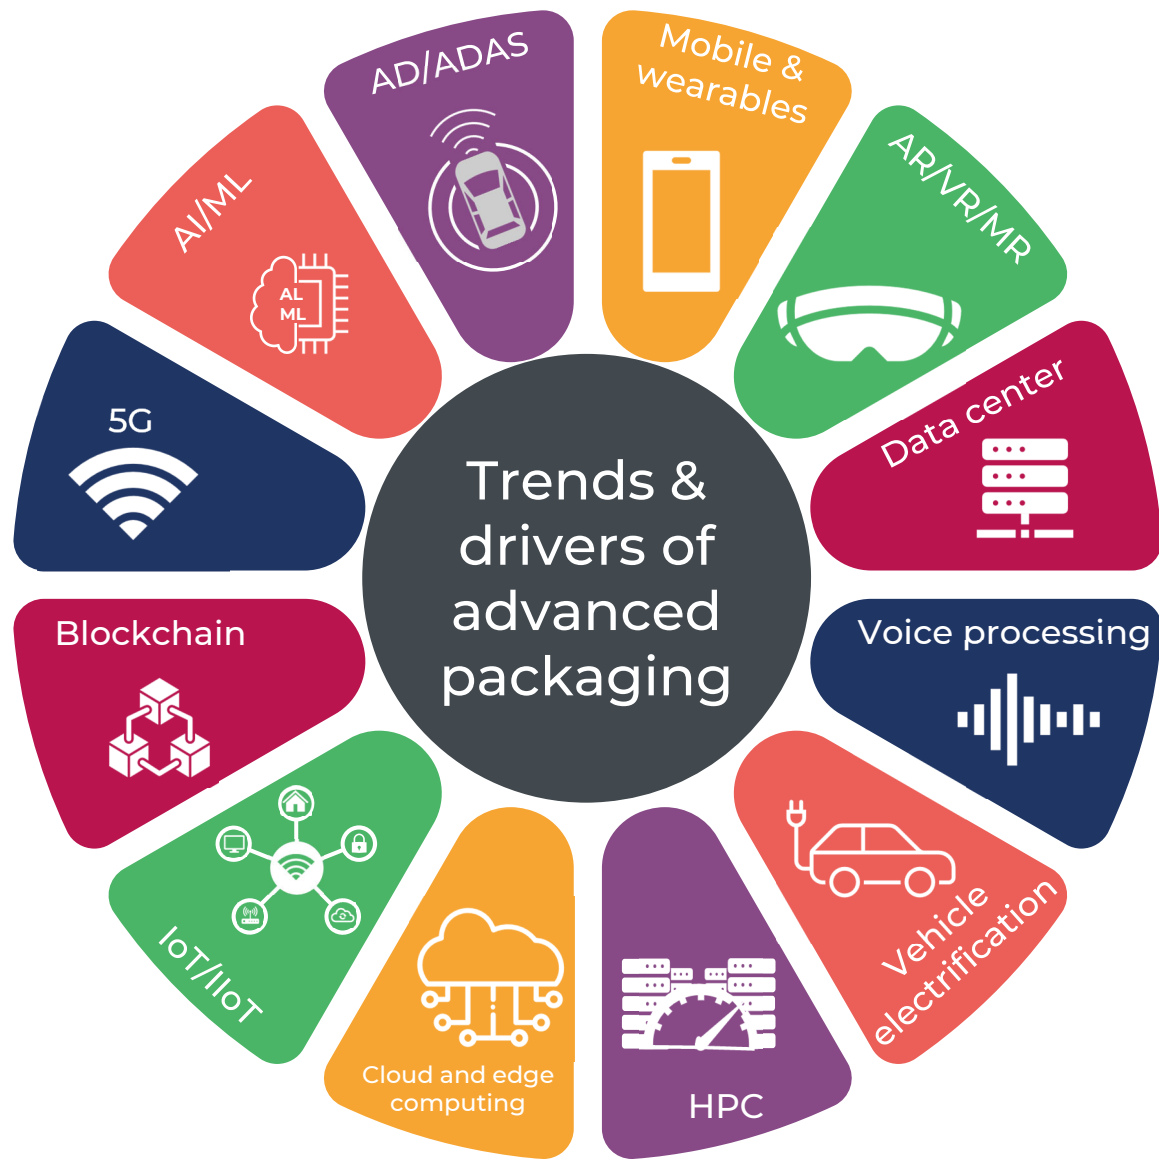 AD/ADAS
Mobile &
wearables
AR/VR/MR
Data center
Voice processing
Vehicle
electrification
HPC
Cloud and edge
computing
IoT/IIoT
Blockchain
5G
AI/ML
AL
ML
Trends &
drivers of
advanced
packaging